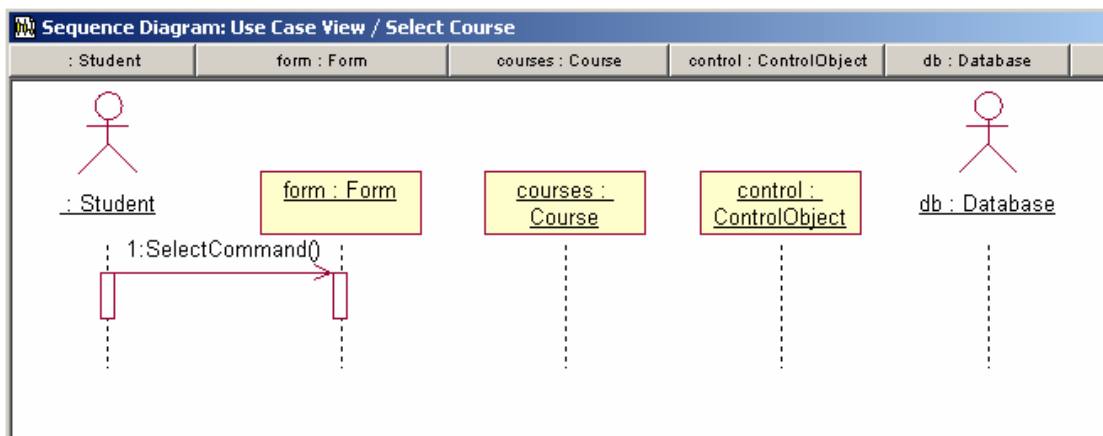 Sequence Diagram: Use Case View / Select Course
: Student form : Form courses : Course control : ControlObject db : Database
: Student
form : Form
courses :
Course
control :
ControlObject
db : Database
1:SelectCommand()